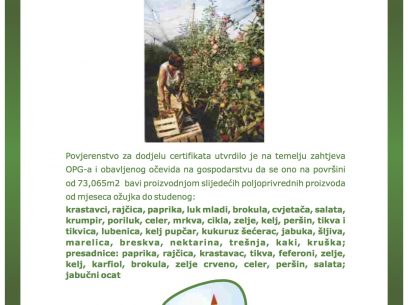 Povjerenstvo za dodjelu certifikata utvrdilo je na temelju zahtjeva
OPG-a i obavljenog očevida na gospodarstvu da se ono na površini
od 73,065m2 bavi proizvodnjom slijedećih poljoprivrednih proizvoda
od mjeseca ožujka do studenog:
krastavci, rajčica, paprika, luk mladi, brokula, cvjetača, salata,
krumpir, poriluk, celer, mrkva, cikla, zelje, kelj, peršin, tikva i
tikvica, lubenica, kelj pupčar, kukuruz šećerac, jabuka, šljiva,
marelica, breskva, nektarina, trešnja, kaki, kruška;
presadnice: paprika, rajčica, krastavac, tikva, feferoni, zelje,
kelj, karfiol, brokula, zelje crveno, celer, peršin, salata;
jabučni ocat